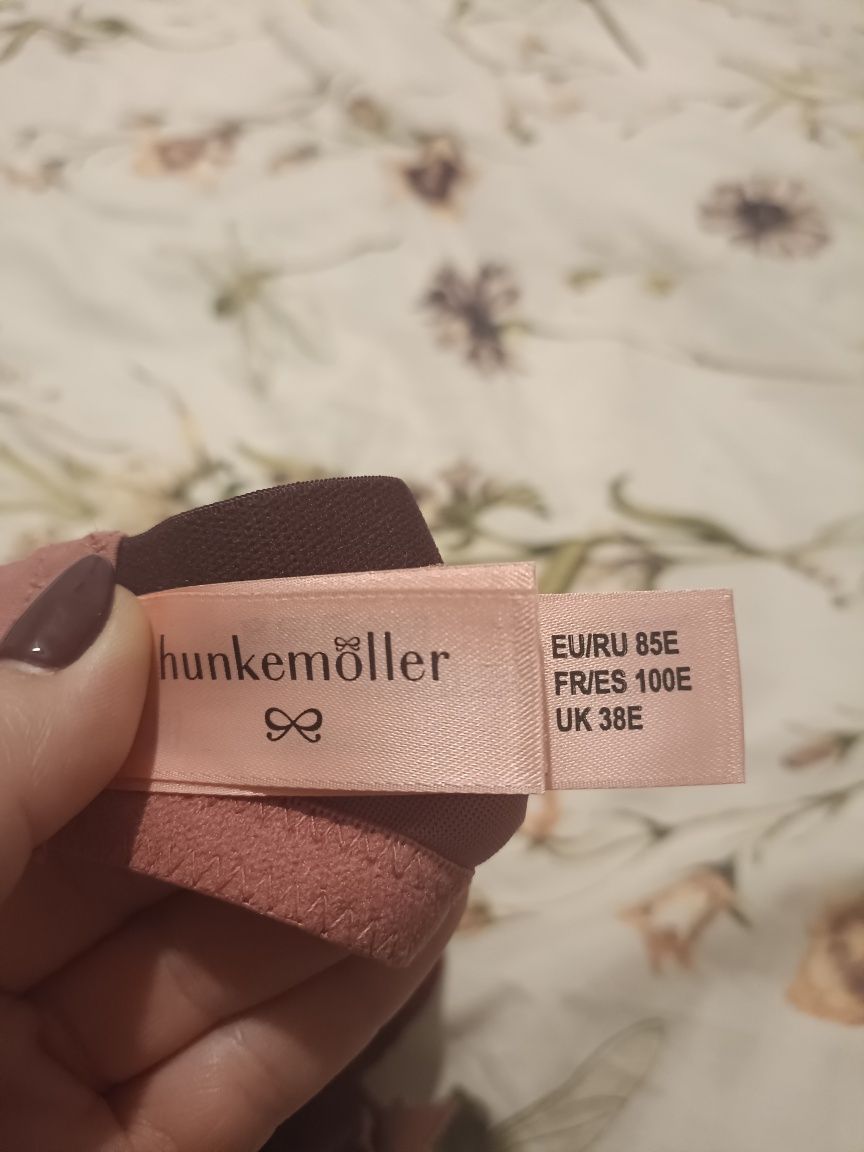 hunkemöller
EU/RU 85E
FR/ES 100E
UK 38E